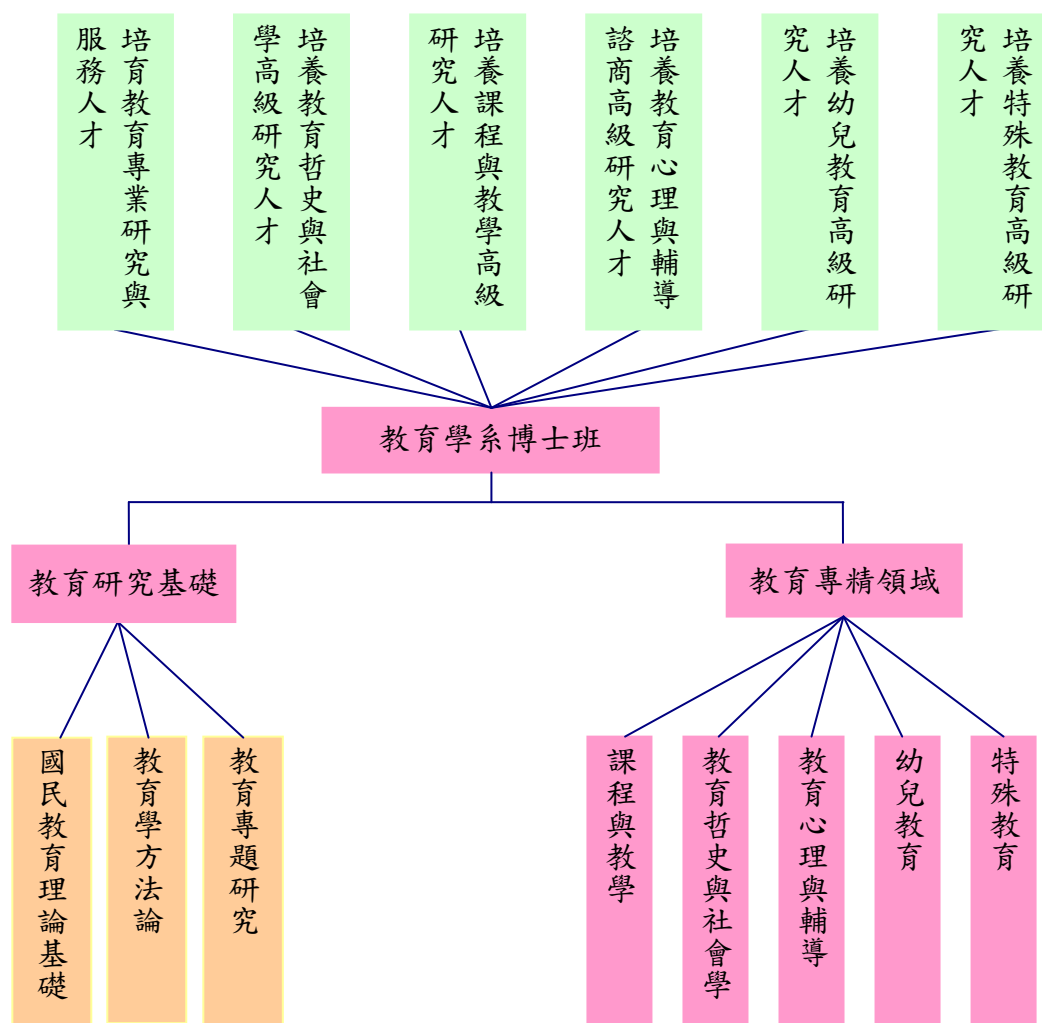 培育教育專業研究與
服務人才
培養教育哲史與社會
學高級研究人才
培養課程與教學高級
研究人才
培養教育心理與輔導
諮商高級研究人才
培養幼兒教育高級研
究人才
培養特殊教育高級研
究人才
教育學系博士班
教育研究基礎
教育專精領域
國民教育理論基礎
教育學方法論
教育專題研究
課程與教學
教育哲史與社會學
教育心理與輔導
幼兒教育
特殊教育